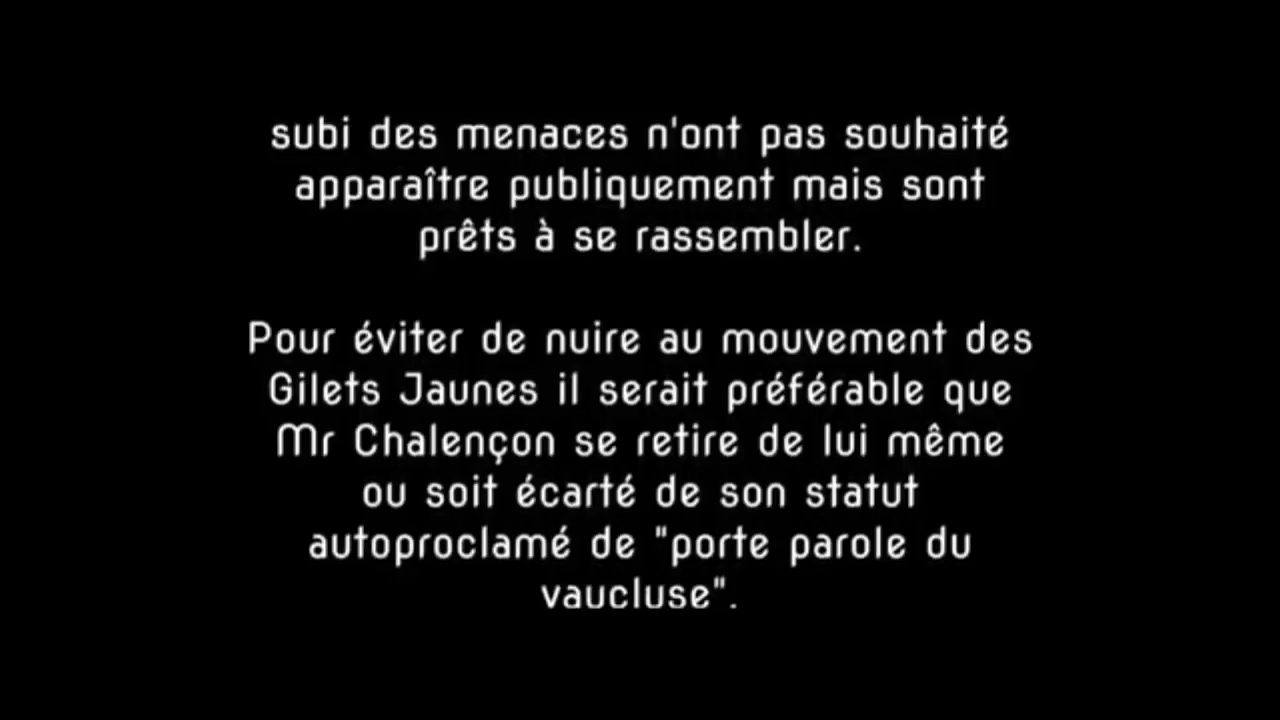 subi des menaces n'ont pas souhaité
apparaître publiquement mais sont
prêts à se rassembler.
Pour éviter de nuire au mouvement des
Gilets Jaunes il serait préférable que
Mr Chalençon se retire de lui même
ou soit écarté de son statut
autoproclamé de "porte parole du
vaucluse".